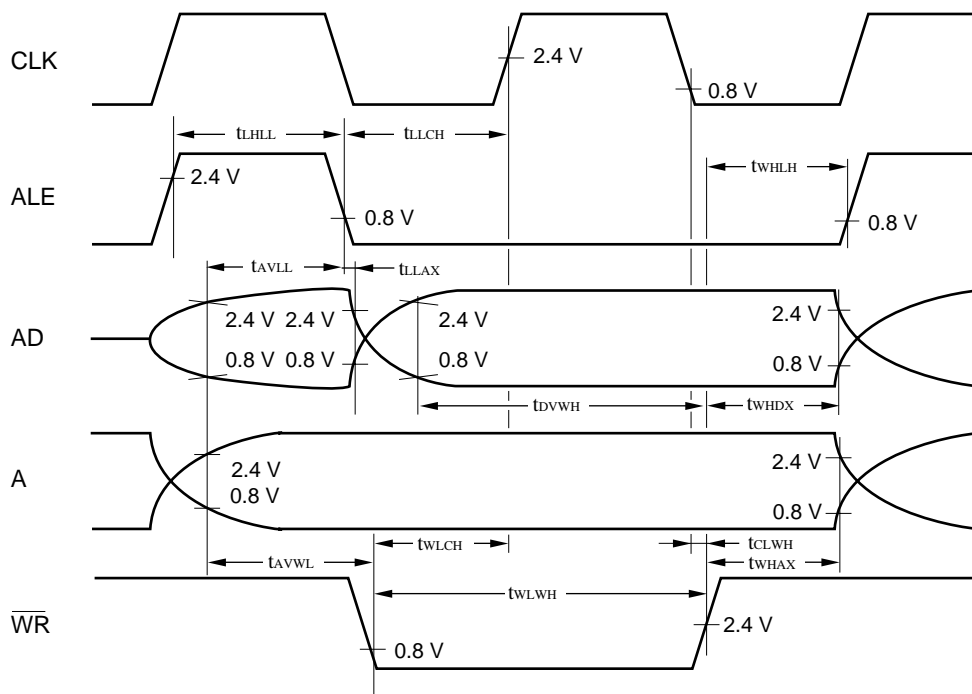 CLK
2.4 V
0.8 V
tLHLL
tLLCH
tWHLH
ALE
2.4 V
0.8 V
0.8 V
tAVLL
tLLAX
AD
2.4 V 2.4 V 2.4 V 2.4 V
0.8 V 0.8 V 0.8 V 0.8 V
tDVWH
tWHDX
A
2.4 V 2.4 V
0.8 V 0.8 V
tWLCH
tCLWH
tAVWL
tWHAX
tWLWH
WR
2.4 V
0.8 V